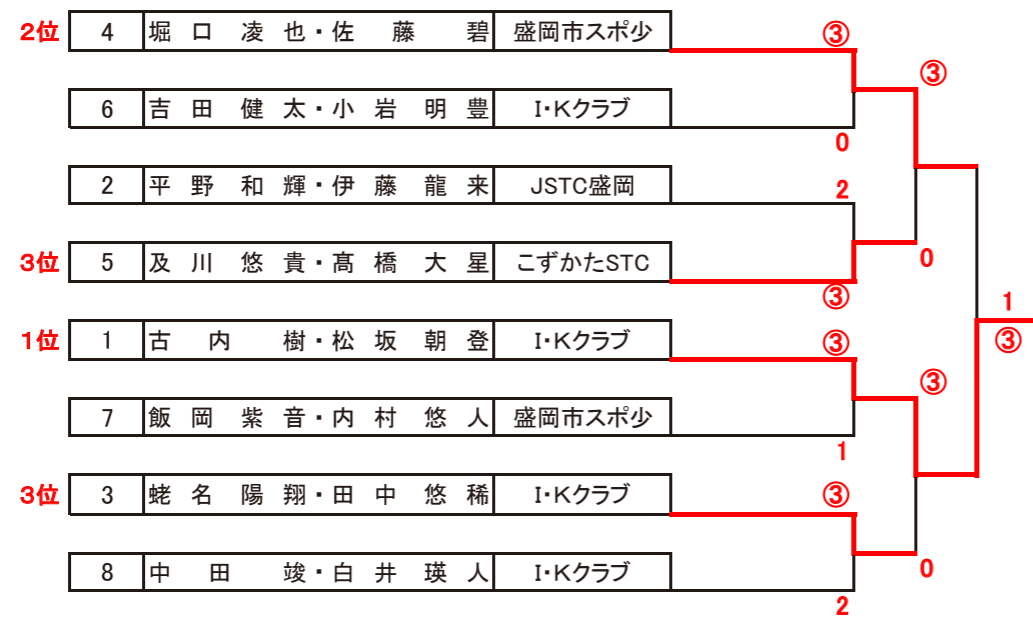 2位 4 堀口凌也・佐藤碧 盛岡市スポ少 ③
③
6 吉田健太・小岩明豊 I・Kクラブ
0
2 平野和輝・伊藤龍来 JSTC盛岡 2
0
3位 5 及川悠貴・髙橋大星 こずかたSTC
③
1
1位 1 古内樹・松坂朝登 I・Kクラブ ③ ③
③
7 飯岡紫音・内村悠人 盛岡市スポ少
1
3位 3 蛯名陽翔・田中悠稀 I・Kクラブ ③
0
8 中田竣・白井瑛人 I・Kクラブ
2